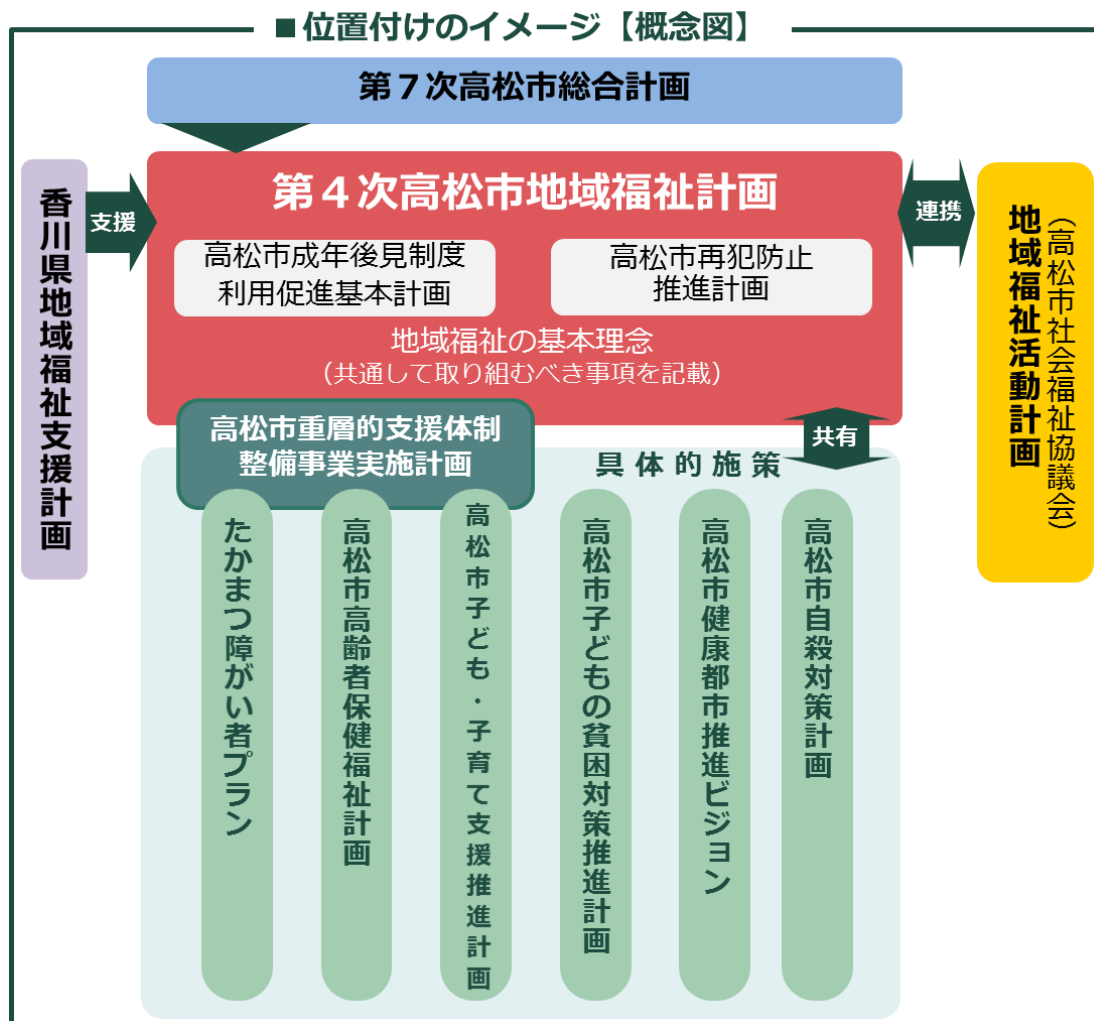 ■位置付けのイメージ【概念図】
第７次高松市総合計画
香川県地域福祉支援計画
支援
第４次高松市地域福祉計画
高松市成年後見制度
利用促進基本計画
高松市再犯防止
推進計画
地域福祉の基本理念
（共通して取り組むべき事項を記載）
連携
地域福祉活動計画
（高松市社会福祉協議会）
高松市重層的支援体制
整備事業実施計画
共有
具体的施策
たかまつ障がい者プラン
高松市高齢者保健福祉計画
高松市子ども・子育て支援推進計画
高松市子どもの貧困対策推進計画
高松市健康都市推進ビジョン
高松市自殺対策計画